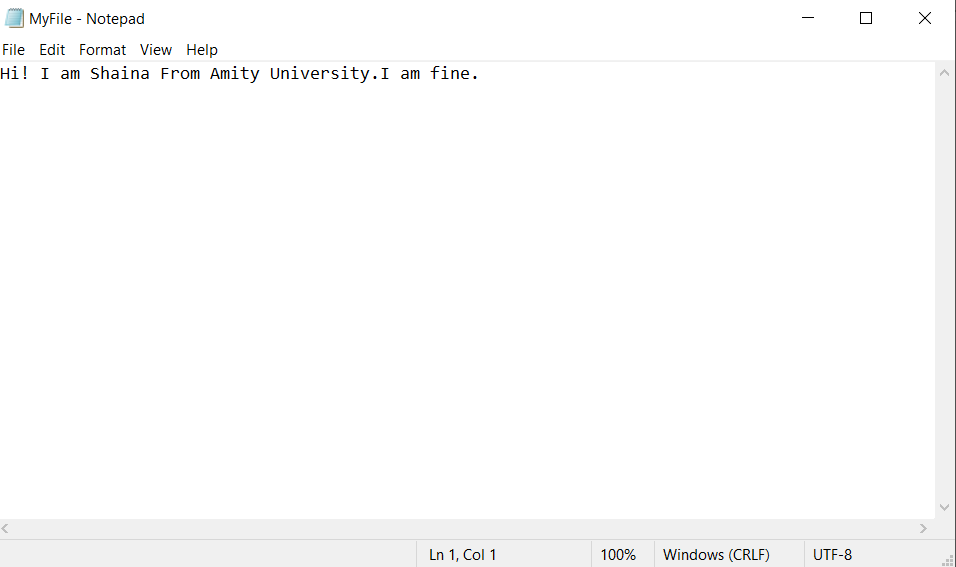 MyFile - Notepad
File Edit Format View Help
Hi! I am Shaina From Amity University.I am fine.
Ln 1, Col 1 100% Windows (CRLF) UTF-8